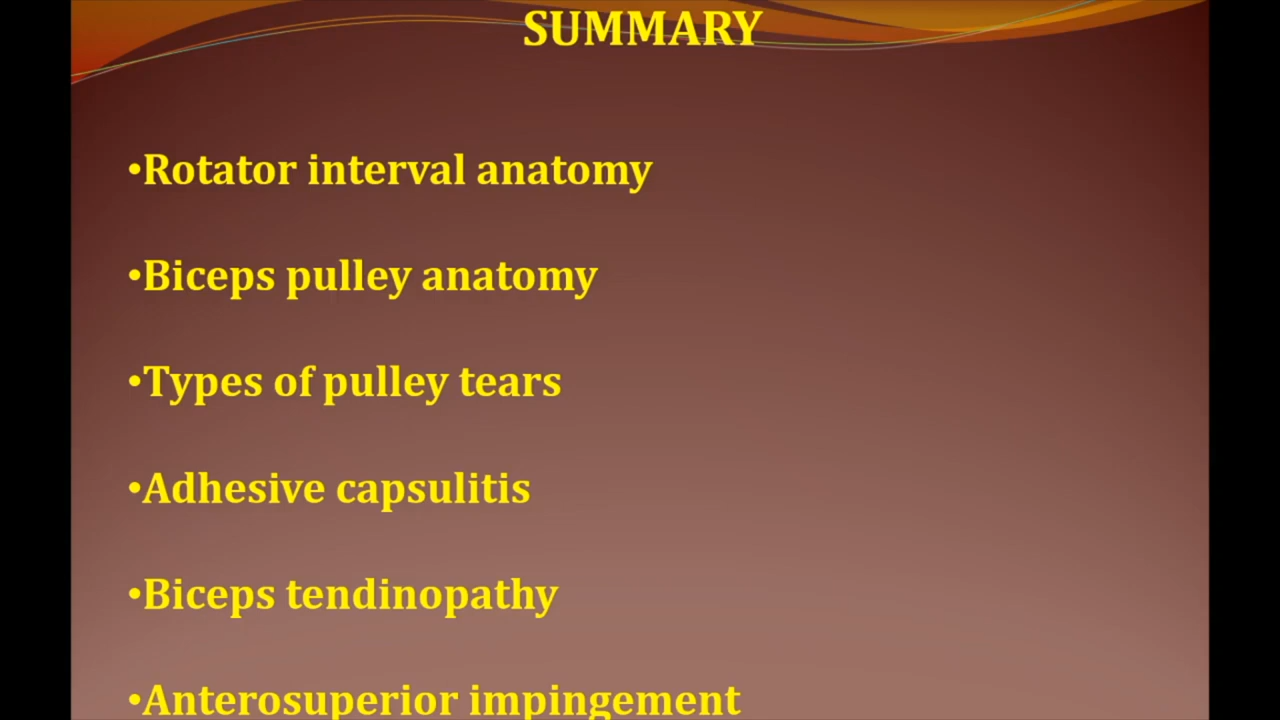 SUMMARY
•Rotator interval anatomy
•Biceps pulley anatomy
•Types of pulley tears
•Adhesive capsulitis
•Biceps tendinopathy
•Anterosuperior impingement